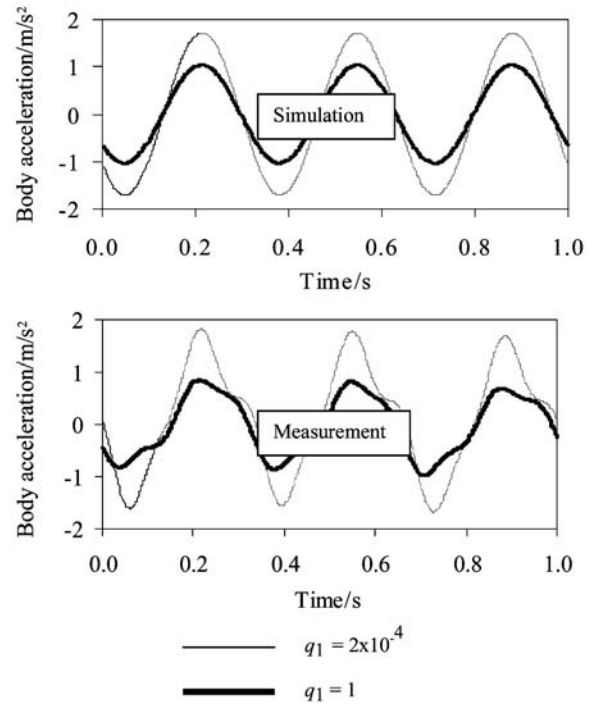 Body acceleration/m/s²
2
1
0
-1
-2
Simulation
0.0 0.2 0.4 0.6 0.8 1.0
Time/s
Body acceleration/m/s²
2
1
0
-1
-2
Measurement
0.0 0.2 0.4 0.6 0.8 1.0
Time/s
q₁ = 2x10⁻⁴
q₁ = 1